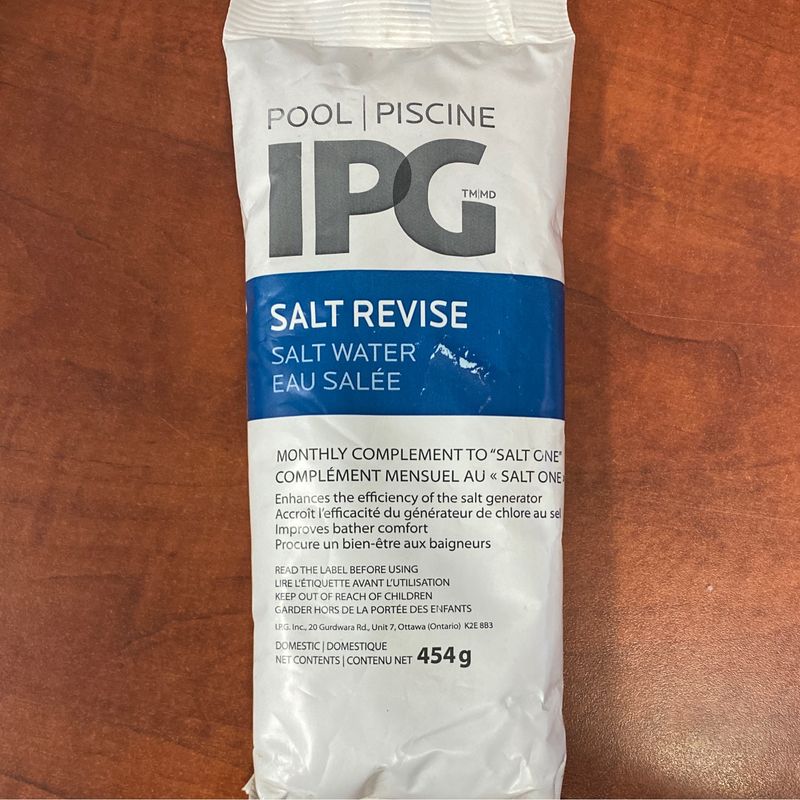 POOL | PISCINE
IPG
TM|MD
SALT REVISE
SALT WATER
EAU SALÉE
MONTHLY COMPLEMENT TO "SALT ONE"
COMPLÉMENT MENSUEL AU « SALT ONE »
Enhances the efficiency of the salt generator
Accroît l'efficacité du générateur de chlore au sel
Improves bather comfort
Procure un bien-être aux baigneurs
READ THE LABEL BEFORE USING
LIRE L'ÉTIQUETTE AVANT L'UTILISATION
KEEP OUT OF REACH OF CHILDREN
GARDER HORS DE LA PORTÉE DES ENFANTS
I.P.G. Inc., 20 Gurdwara Rd., Unit 7, Ottawa (Ontario) K2E 8B3
DOMESTIC | DOMESTIQUE
NET CONTENTS | CONTENU NET 454 g